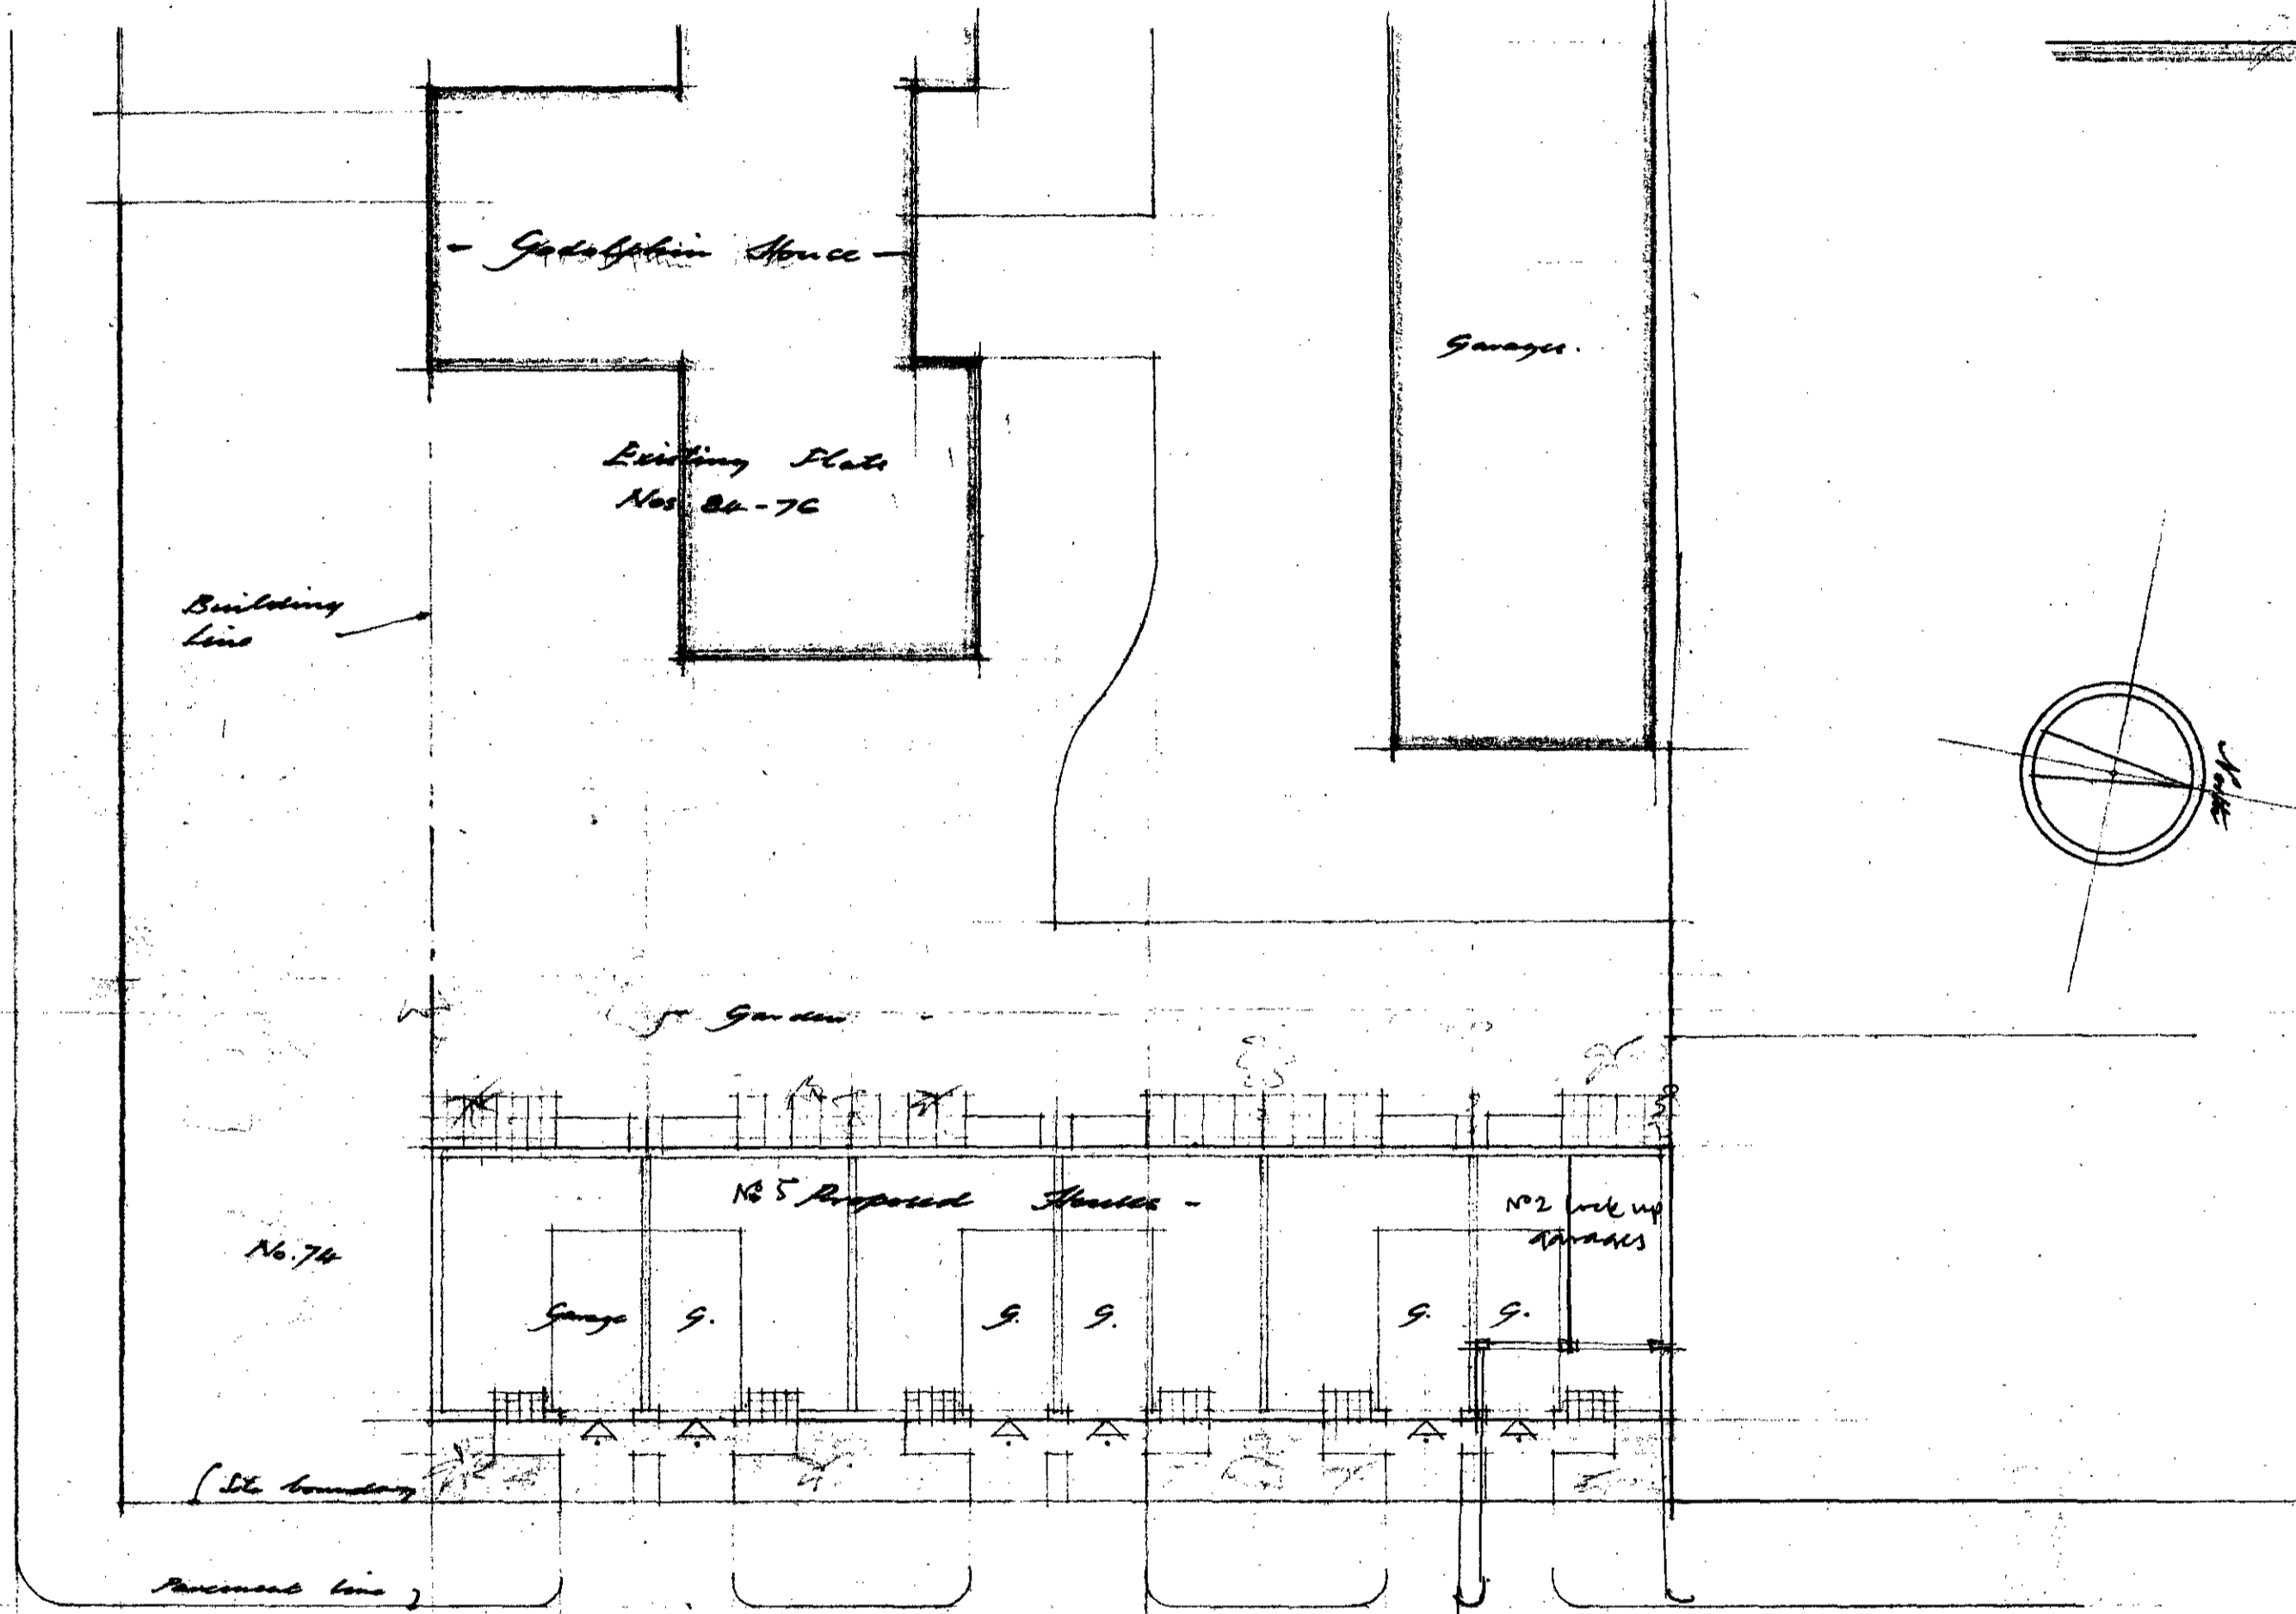 - Godolphin House -
Garages.
Existing Flats
Nos 84-76
Building
Line
North
Garden -
No 5 Proposed Houses -
No 2 lock up
garages
No. 74
Garage
G.
G.
G.
G.
G.
Site boundary
Pavement line